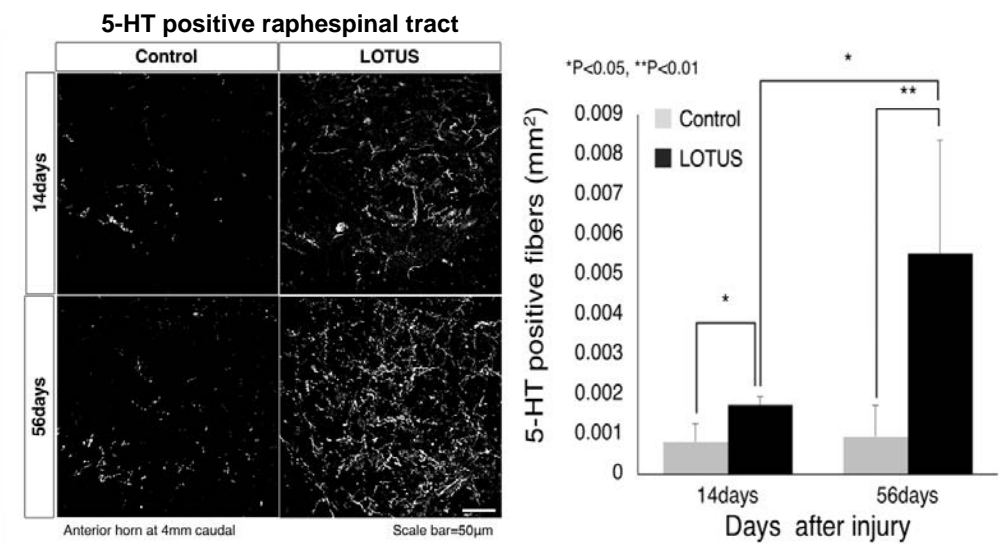 5-HT positive raphespinal tract
Control
LOTUS
14days
56days
Anterior horn at 4mm caudal
Scale bar=50µm
*P<0.05, **P<0.01
*
**
*
Control
LOTUS
5-HT positive fibers (mm²)
0.009
0.008
0.007
0.006
0.005
0.004
0.003
0.002
0.001
0
14days
56days
Days after injury